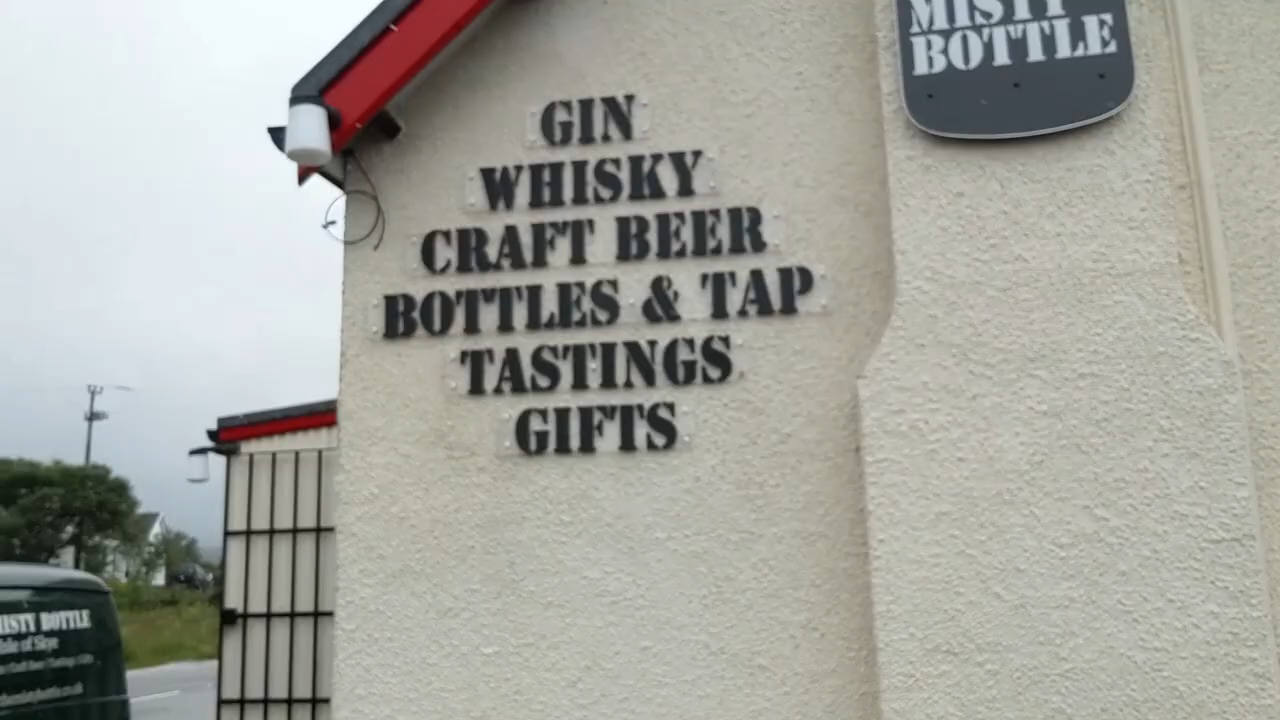 MISTY
BOTTLE
GIN
WHISKY
CRAFT BEER
BOTTLES & TAP
TASTINGS
GIFTS
MISTY BOTTLE
Isle of Skye